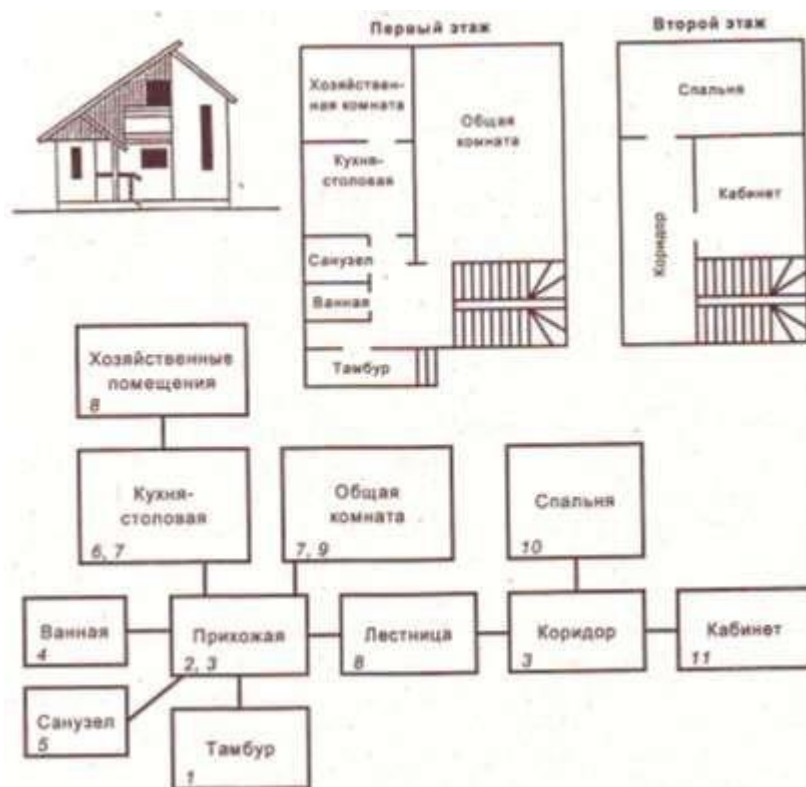 Первый этаж
Второй этаж
Хозяйствен-
ная комната
Общая
комната
Кухня-
столовая
Санузел
Ванная
Тамбур
Спальня
Кабинет
Коридор
Хозяйственные
помещения
8
Кухня-
столовая
6, 7
Общая
комната
7, 9
Спальня
10
Ванная
4
Прихожая
2, 3
Лестница
8
Коридор
3
Кабинет
11
Санузел
5
Тамбур
1